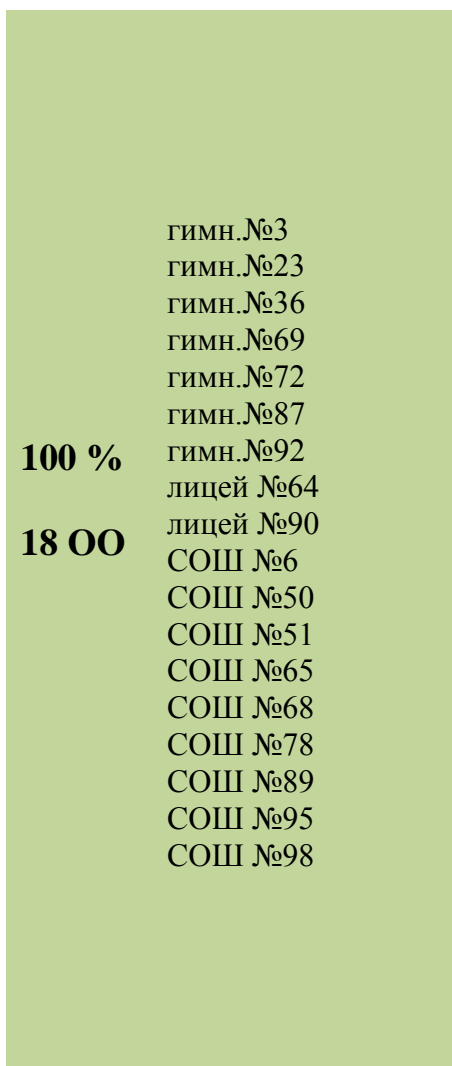 100 %
18 ОО
гимн.№3
гимн.№23
гимн.№36
гимн.№69
гимн.№72
гимн.№87
гимн.№92
лицей №64
лицей №90
СОШ №6
СОШ №50
СОШ №51
СОШ №65
СОШ №68
СОШ №78
СОШ №89
СОШ №95
СОШ №98